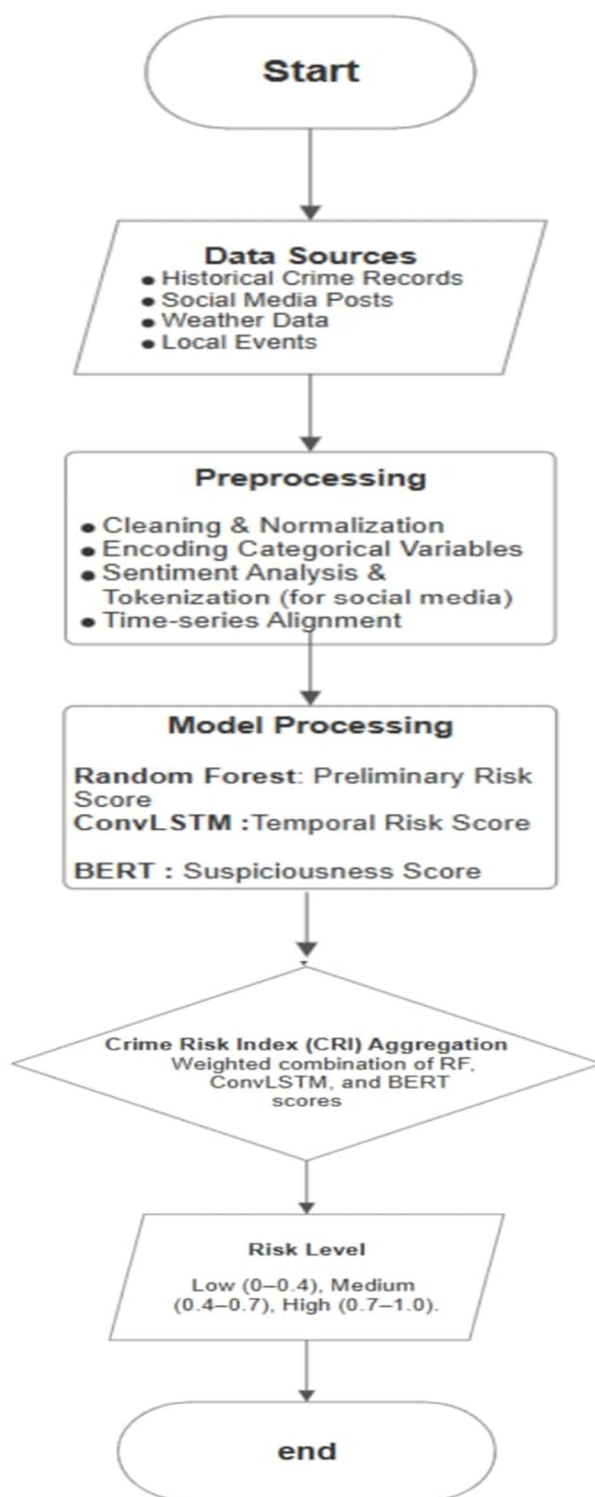 Start
Data Sources
● Historical Crime Records
● Social Media Posts
● Weather Data
● Local Events
Preprocessing
● Cleaning & Normalization
● Encoding Categorical Variables
● Sentiment Analysis &
Tokenization (for social media)
● Time-series Alignment
Model Processing
Random Forest: Preliminary Risk
Score
ConvLSTM :Temporal Risk Score
BERT : Suspiciousness Score
Crime Risk Index (CRI) Aggregation
Weighted combination of RF,
ConvLSTM, and BERT
scores
Risk Level
Low (0–0.4), Medium
(0.4–0.7), High (0.7–1.0).
end